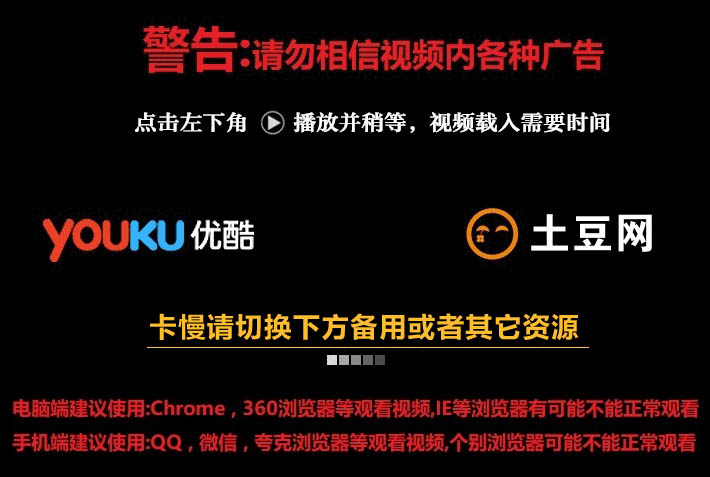 警告:请勿相信视频内各种广告
点击左下角 播放并稍等，视频载入需要时间
YOUKU优酷
土豆网
卡慢请切换下方备用或者其它资源
电脑端建议使用:Chrome，360浏览器等观看视频,IE等浏览器有可能不能正常观看
手机端建议使用:QQ，微信，夸克浏览器等观看视频,个别浏览器可能不能正常观看